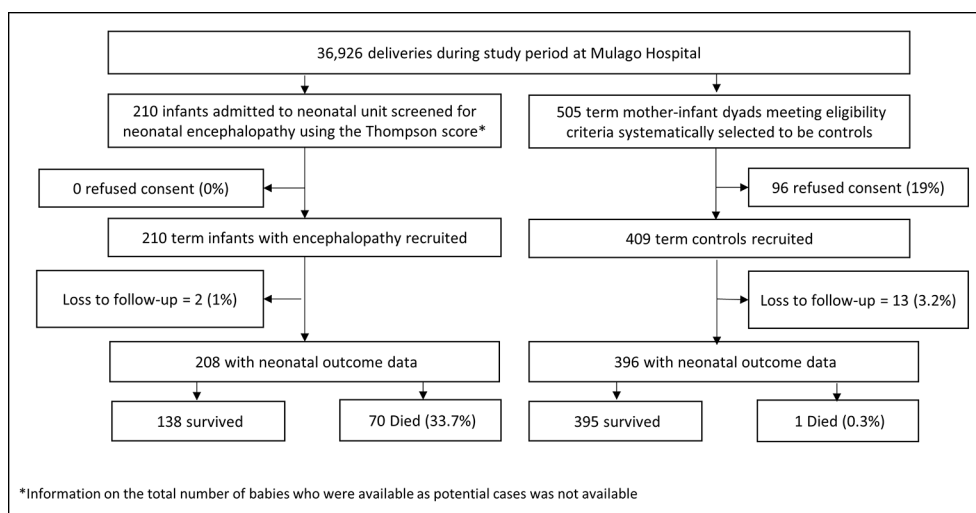 36,926 deliveries during study period at Mulago Hospital
210 infants admitted to neonatal unit screened for
neonatal encephalopathy using the Thompson score*
505 term mother-infant dyads meeting eligibility
criteria systematically selected to be controls
0 refused consent (0%)
96 refused consent (19%)
210 term infants with encephalopathy recruited
409 term controls recruited
Loss to follow-up = 2 (1%)
Loss to follow-up = 13 (3.2%)
208 with neonatal outcome data
396 with neonatal outcome data
138 survived
70 Died (33.7%)
395 survived
1 Died (0.3%)
*Information on the total number of babies who were available as potential cases was not available